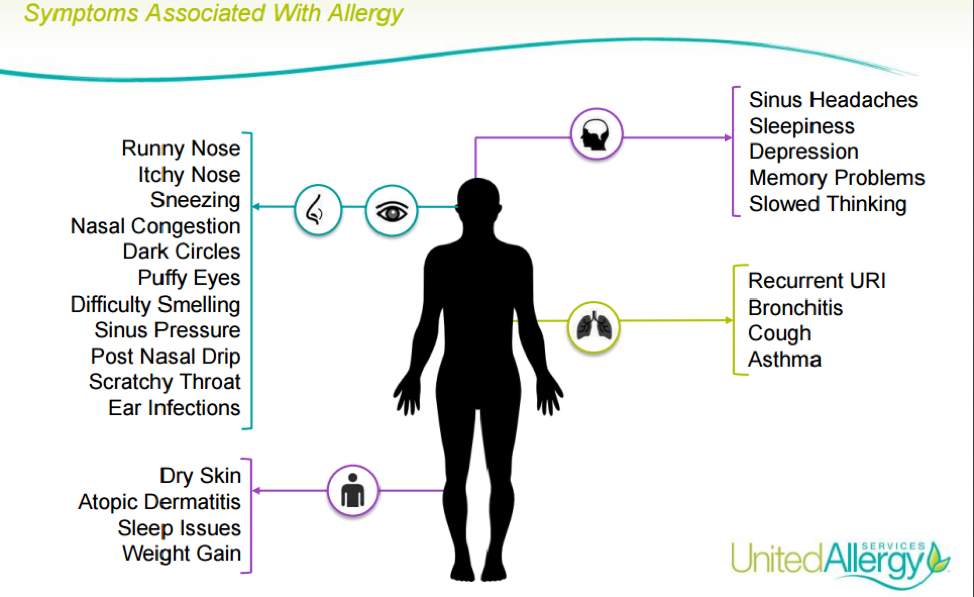 Symptoms Associated With Allergy
Runny Nose
Itchy Nose
Sneezing
Nasal Congestion
Dark Circles
Puffy Eyes
Difficulty Smelling
Sinus Pressure
Post Nasal Drip
Scratchy Throat
Ear Infections
Dry Skin
Atopic Dermatitis
Sleep Issues
Weight Gain
Sinus Headaches
Sleepiness
Depression
Memory Problems
Slowed Thinking
Recurrent URI
Bronchitis
Cough
Asthma
SERVICES
UnitedAllergy